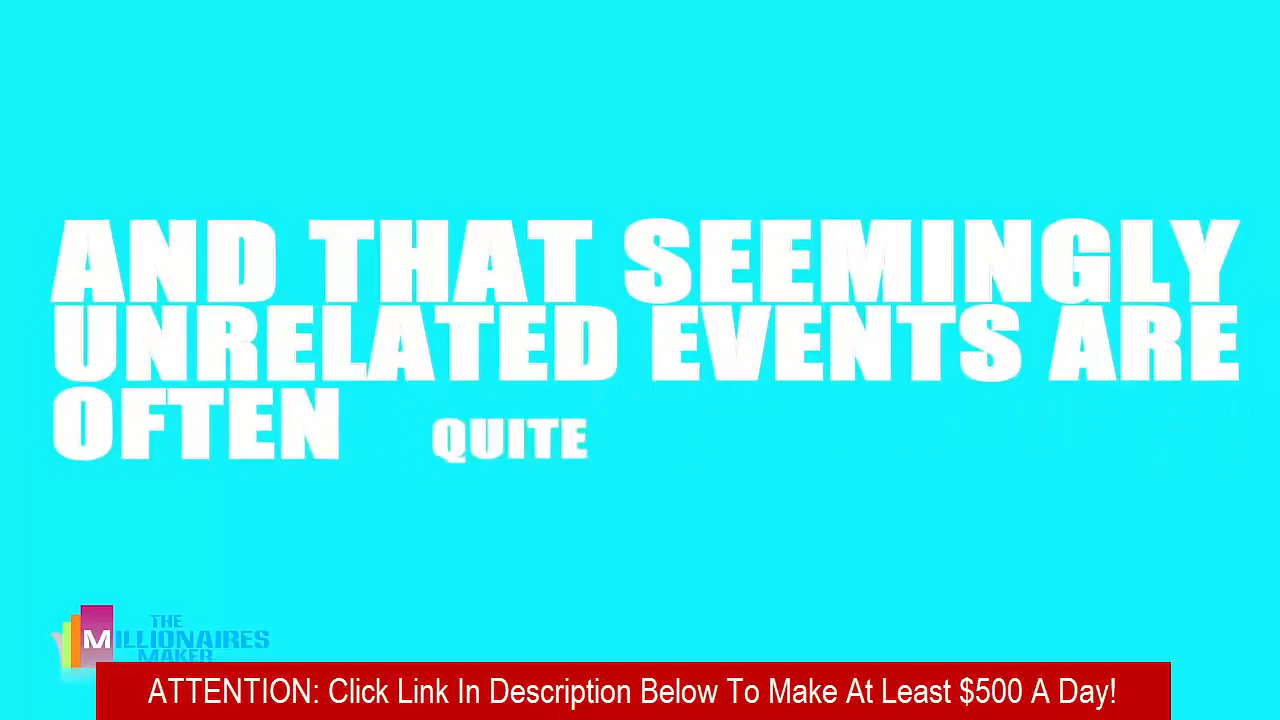 AND THAT SEEMINGLY
UNRELATED EVENTS ARE
OFTEN QUITE
THE
MILLIONAIRES
MAKER
ATTENTION: Click Link In Description Below To Make At Least $500 A Day!